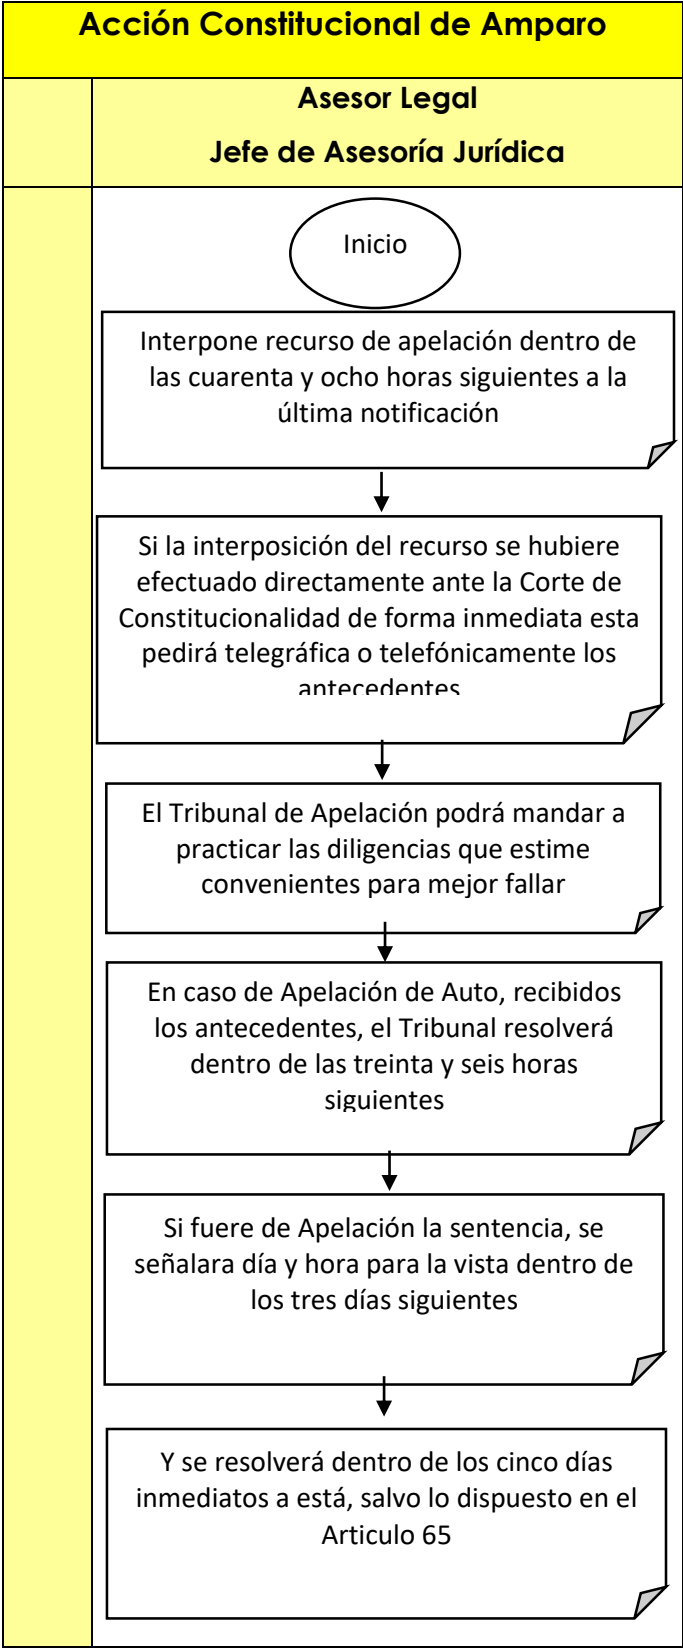 Acción Constitucional de Amparo
Asesor Legal
Jefe de Asesoría Jurídica
Inicio
Interpone recurso de apelación dentro de
las cuarenta y ocho horas siguientes a la
última notificación
Si la interposición del recurso se hubiere
efectuado directamente ante la Corte de
Constitucionalidad de forma inmediata esta
pedirá telegráfica o telefónicamente los
antecedentes
El Tribunal de Apelación podrá mandar a
practicar las diligencias que estime
convenientes para mejor fallar
En caso de Apelación de Auto, recibidos
los antecedentes, el Tribunal resolverá
dentro de las treinta y seis horas
siguientes
Si fuere de Apelación la sentencia, se
señalara día y hora para la vista dentro de
los tres días siguientes
Y se resolverá dentro de los cinco días
inmediatos a está, salvo lo dispuesto en el
Articulo 65